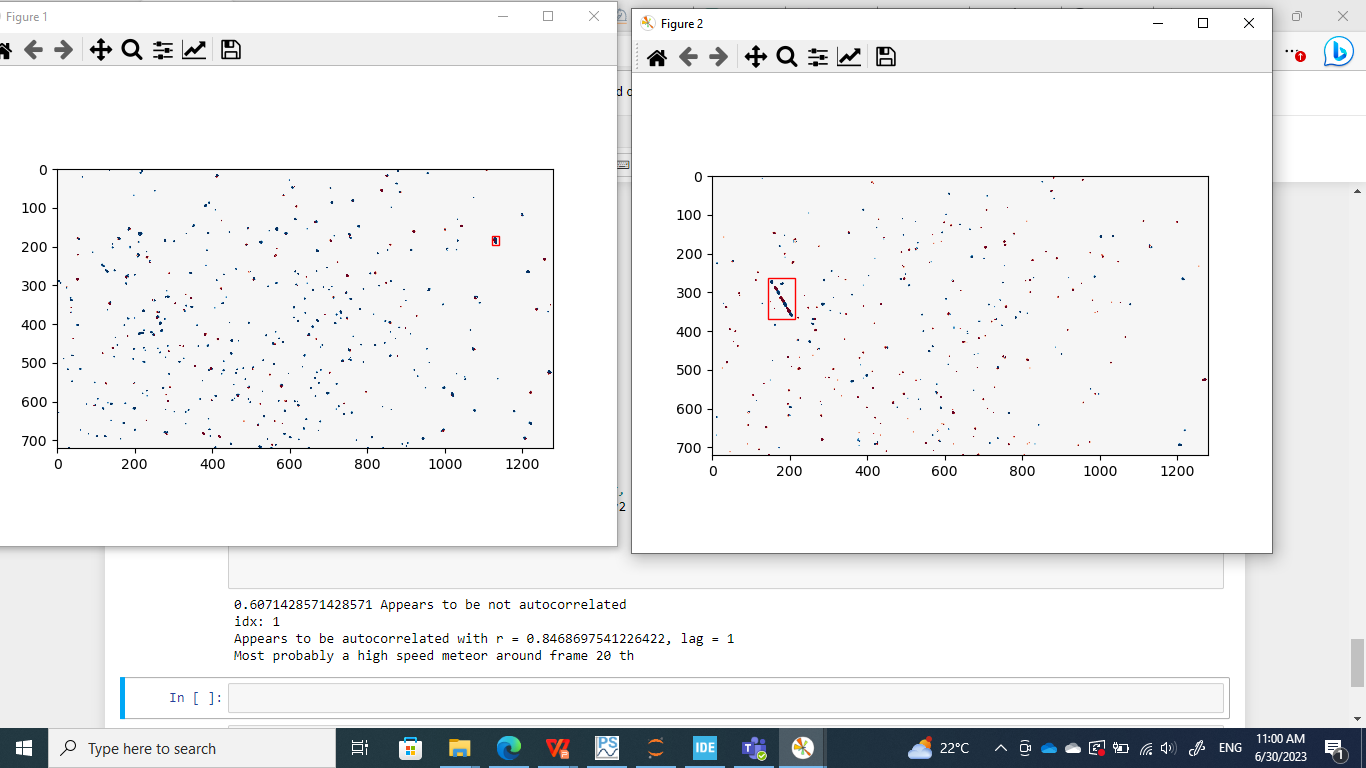 Figure 1
0
100
200
300
400
500
600
700
0 200 400 600 800 1000 1200
Figure 2
0
100
200
300
400
500
600
700
0 200 400 600 800 1000 1200
d
,
2
0.6071428571428571 Appears to be not autocorrelated
idx: 1
Appears to be autocorrelated with r = 0.8468697541226422, lag = 1
Most probably a high speed meteor around frame 20 th
In [ ]:
Type here to search
PS
IDE
22°C
ENG
11:00 AM
6/30/2023
1